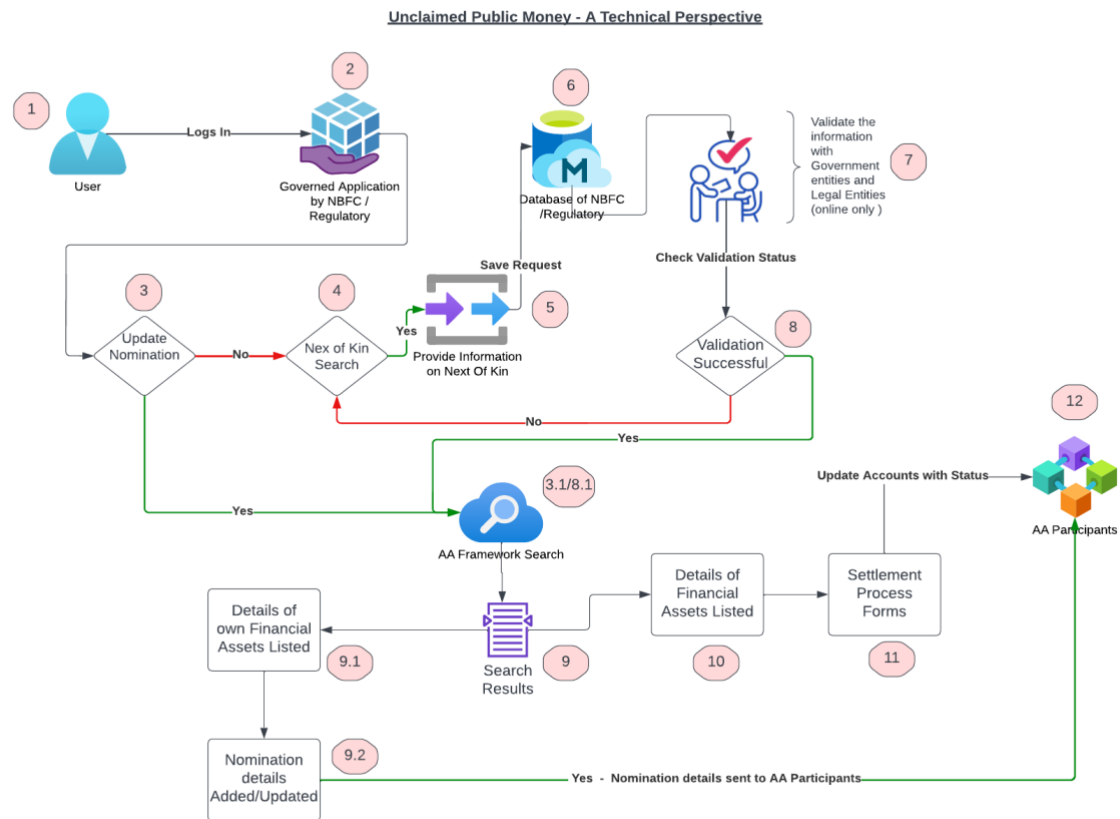 Unclaimed Public Money - A Technical Perspective
1
2
6
User
Logs In
Governed Application
by NBFC /
Regulatory
Database of NBFC
/Regulatory
Validate the
information
with
Government
entities and
Legal Entities
(online only )
7
Save Request
Check Validation Status
3
4
5
8
Update
Nomination
No
Nex of Kin
Search
Yes
Provide Information
on Next Of Kin
Validation
Successful
No
Yes
12
Yes
3.1/8.1
AA Framework Search
Update Accounts with Status
AA Participants
Details of
own Financial
Assets Listed
9.1
Search
Results
9
Details of
Financial
Assets Listed
10
Settlement
Process
Forms
11
Nomination
details
Added/Updated
9.2
Yes - Nomination details sent to AA Participants